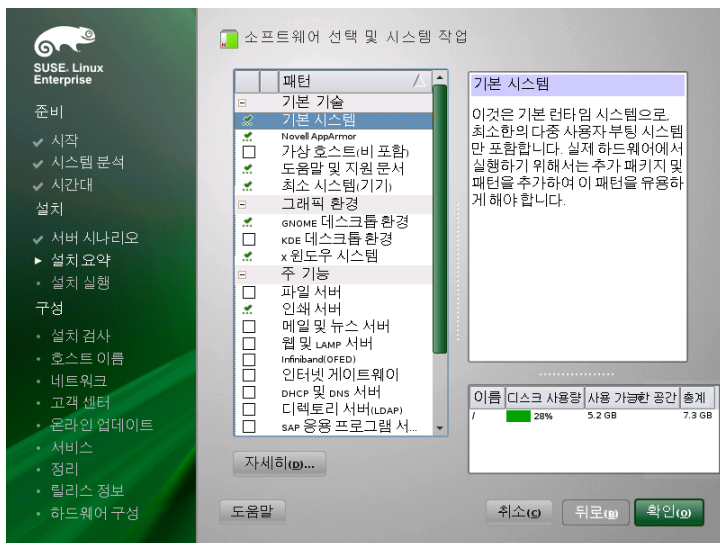 SUSE. Linux
Enterprise
준비
시작
시스템 분석
시간대
설치
서버 시나리오
설치 요약
설치 실행
구성
설치 검사
호스트 이름
네트워크
고객 센터
온라인 업데이트
서비스
정리
릴리스 정보
하드웨어 구성
소프트웨어 선택 및 시스템 작업
패턴
기본 기술
기본 시스템
Novell AppArmor
가상 호스트(비 포함)
도움말 및 지원 문서
최소 시스템(기기)
그래픽 환경
GNOME 데스크톱 환경
KDE 데스크톱 환경
X 윈도우 시스템
주 기능
파일 서버
인쇄 서버
메일 및 뉴스 서버
웹 및 LAMP 서버
Infiniband(OFED)
인터넷 게이트웨이
DHCP 및 DNS 서버
디렉토리 서버(LDAP)
SAP 응용 프로그램 서...
자세히(D)...
기본 시스템
이것은 기본 런타임 시스템으로,
최소한의 다중 사용자 부팅 시스템
만 포함합니다. 실제 하드웨어에서
실행하기 위해서는 추가 패키지 및
패턴을 추가하여 이 패턴을 유용하
게 해야 합니다.
이름 디스크 사용량 사용 가능한 공간 총계
/ 28% 5.2 GB 7.3 GB
도움말 취소(C) 뒤로(B) 확인(O)